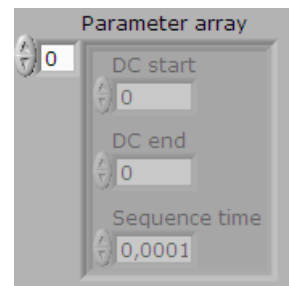 Parameter array
0
DC start
0
DC end
0
Sequence time
0,0001